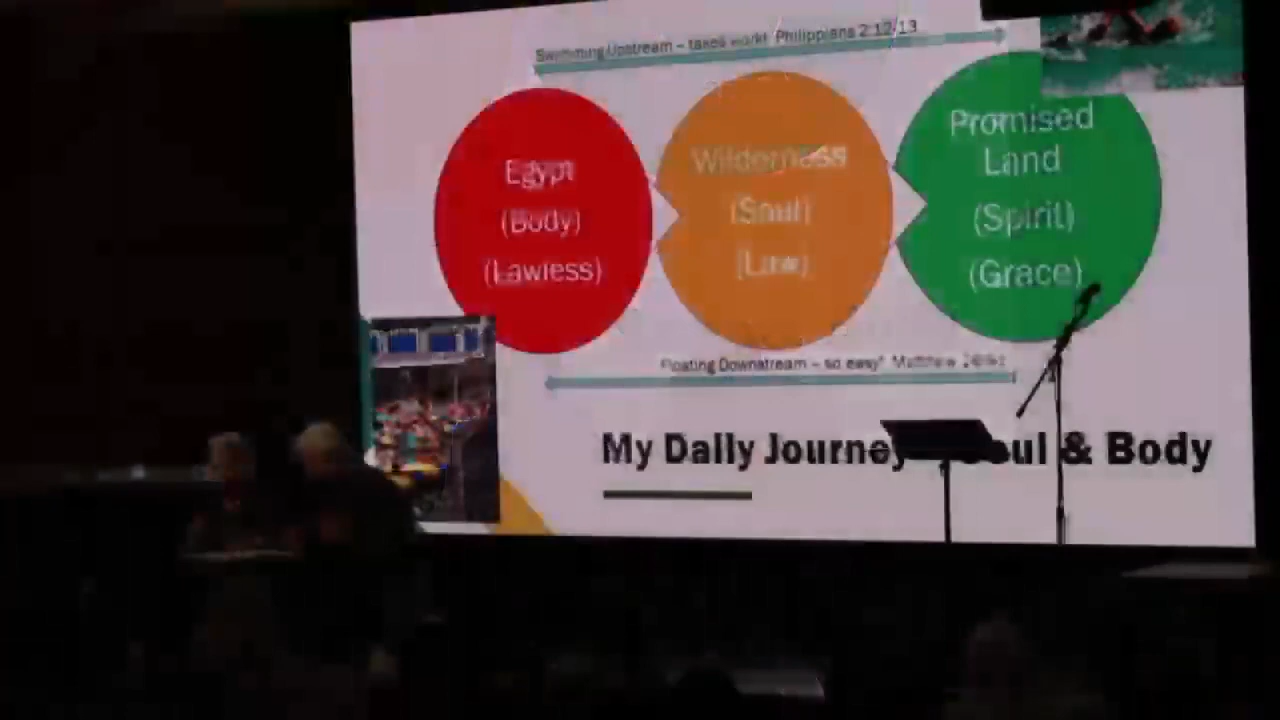 Swimming Upstream – takes work! Philippians 2:12/13
Egypt
(Body)
(Lawless)
Wilderness
(Soul)
(Law)
Promised
Land
(Spirit)
(Grace)
Floating Downstream – so easy! Matthew
My Daily Journey Soul & Body